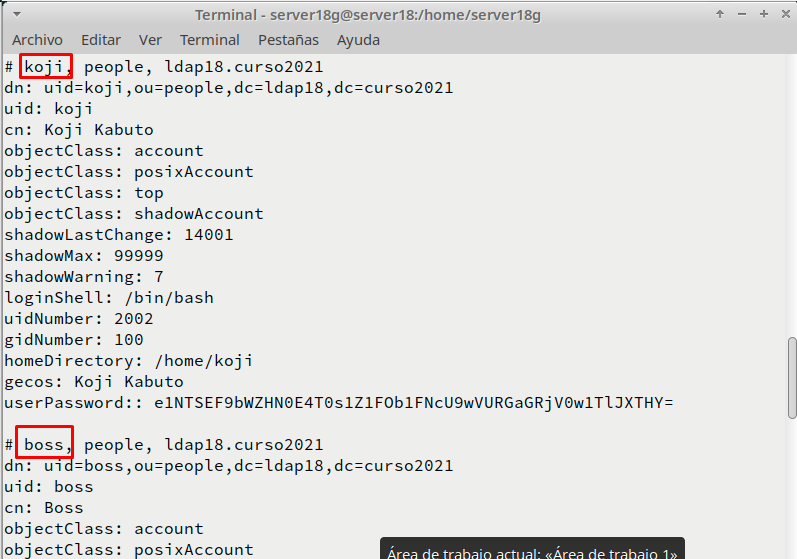 Terminal - server18g@server18:/home/server18g
Archivo Editar Ver Terminal Pestañas Ayuda
# koji, people, ldap18.curso2021
dn: uid=koji,ou=people,dc=ldap18,dc=curso2021
uid: koji
cn: Koji Kabuto
objectClass: account
objectClass: posixAccount
objectClass: top
objectClass: shadowAccount
shadowLastChange: 14001
shadowMax: 99999
shadowWarning: 7
loginShell: /bin/bash
uidNumber: 2002
gidNumber: 100
homeDirectory: /home/koji
gecos: Koji Kabuto
userPassword:: e1NTSEF9bWZHN0E4T0s1Z1FOb1FNcU9wVURGaGRjV0w1TlJXTHY=
# boss, people, ldap18.curso2021
dn: uid=boss,ou=people,dc=ldap18,dc=curso2021
uid: boss
cn: Boss
objectClass: account
objectClass: posixAccount
Área de trabajo actual: «Área de trabajo 1»